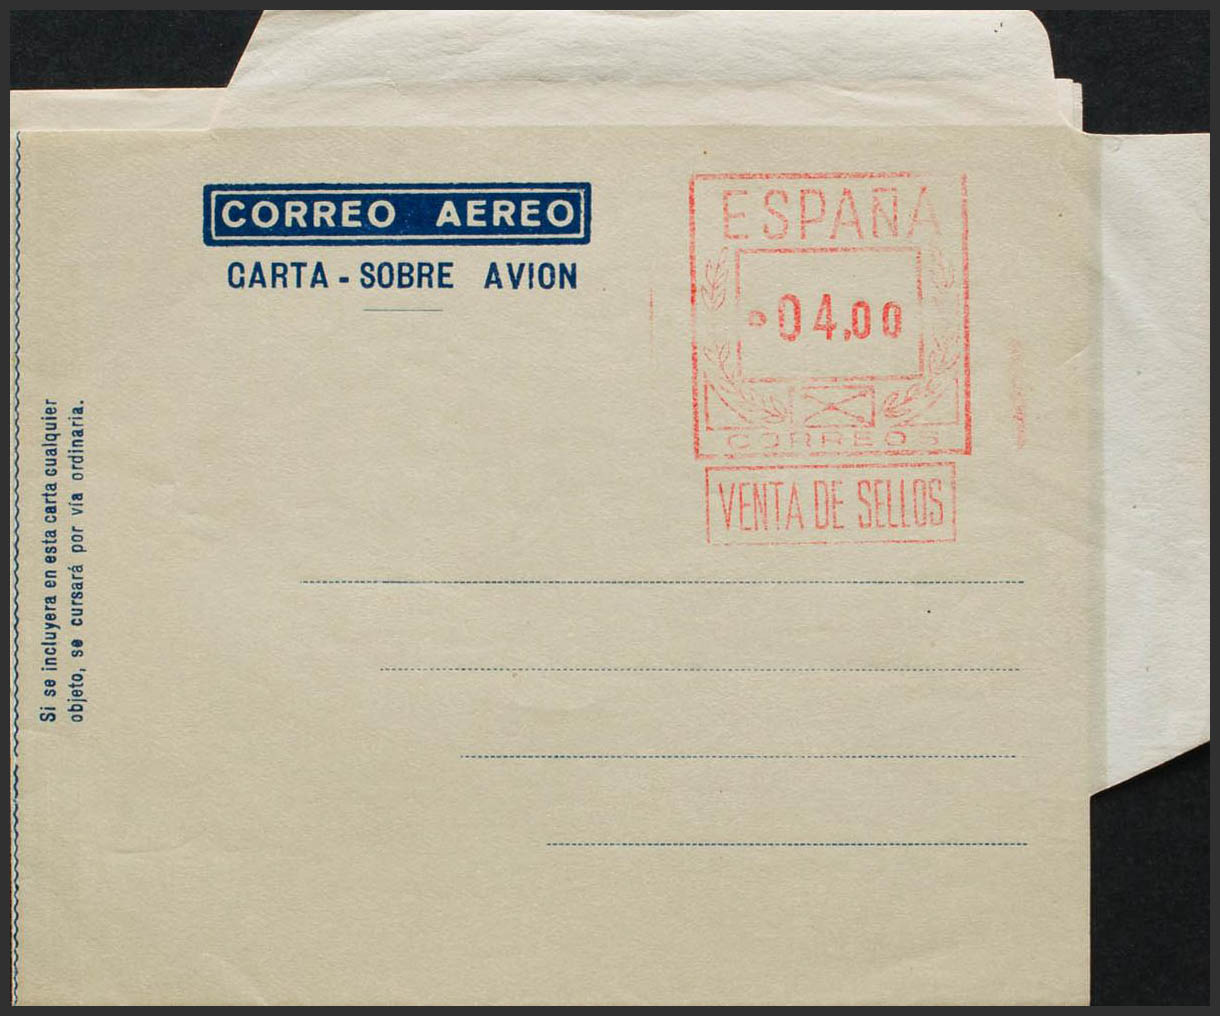 CORREO AEREO
CARTA - SOBRE AVION
ESPAÑA
04,00
CORREOS
VENTA DE SELLOS
Si se incluyera en esta carta cualquier
objeto, se cursará por vía ordinaria.